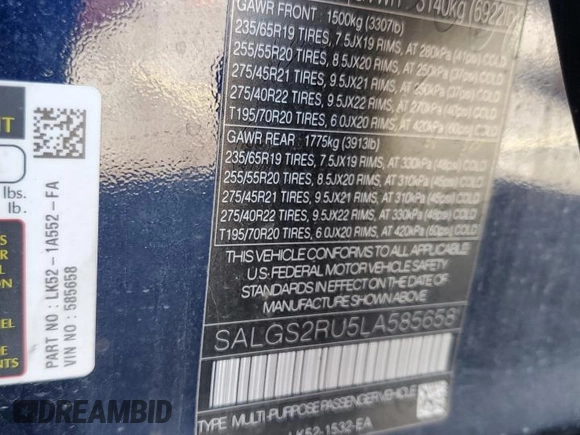 3140kg (6922lb)
GAWR FRONT : 1500kg (3307lb)
235/65R19 TIRES, 7.5JX19 RIMS, AT 280kPa (41psi) COLD
255/55R20 TIRES, 8.5JX20 RIMS, AT 250kPa (37psi) COLD
275/45R21 TIRES, 9.5JX21 RIMS, AT 250kPa (37psi) COLD
275/40R22 TIRES, 9.5JX22 RIMS, AT 270kPa (40psi) COLD
T195/70R20 TIRES, 6.0JX20 RIMS, AT 420kPa (60psi) COLD
GAWR REAR : 1775kg (3913lb)
235/65R19 TIRES, 7.5JX19 RIMS, AT 330kPa (48psi) COLD
255/55R20 TIRES, 8.5JX20 RIMS, AT 310kPa (45psi) COLD
275/45R21 TIRES, 9.5JX21 RIMS, AT 310kPa (45psi) COLD
275/40R22 TIRES, 9.5JX22 RIMS, AT 330kPa (48psi) COLD
T195/70R20 TIRES, 6.0JX20 RIMS, AT 420kPa (60psi) COLD
THIS VEHICLE CONFORMS TO ALL APPLICABLE
U.S. FEDERAL MOTOR VEHICLE SAFETY
STANDARDS IN EFFECT ON THE DATE OF
MANUFACTURE SHOWN ABOVE
SALGS2RU5LA585658
TYPE MULTI-PURPOSE PASSENGER VEHICLE
LK52-1532-EA
lbs.
lb.
LK52-1A552-FA
VIN NO : 585658
DREAMBID